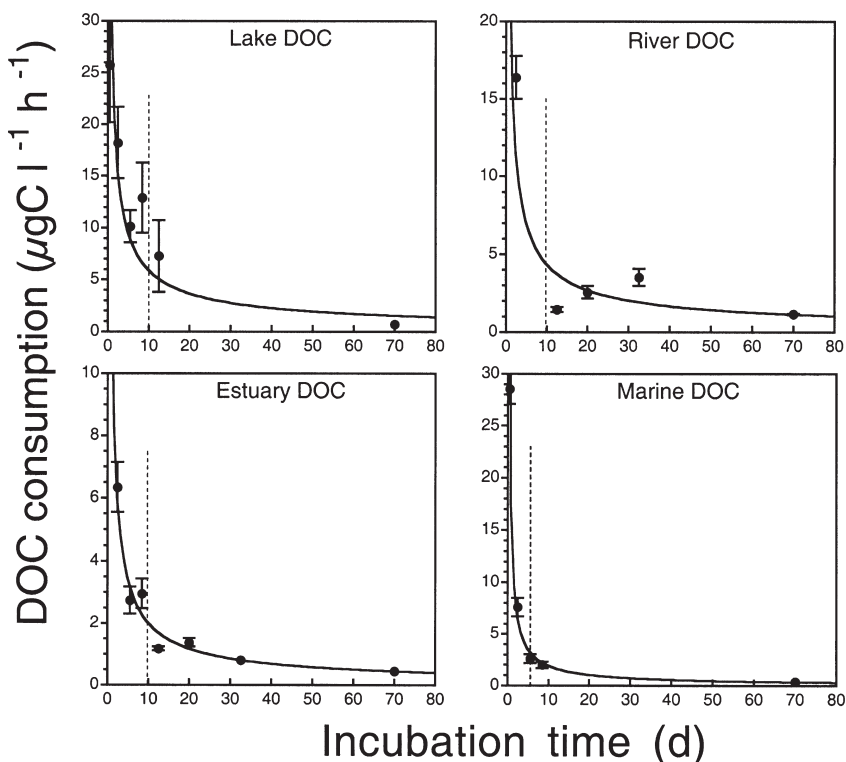 DOC consumption (µgC l⁻¹ h⁻¹)
Lake DOC
30
25
20
15
10
5
0
0 10 20 30 40 50 60 70 80
River DOC
20
15
10
5
0
0 10 20 30 40 50 60 70 80
Estuary DOC
10
8
6
4
2
0
0 10 20 30 40 50 60 70 80
Marine DOC
30
25
20
15
10
5
0
0 10 20 30 40 50 60 70 80
Incubation time (d)